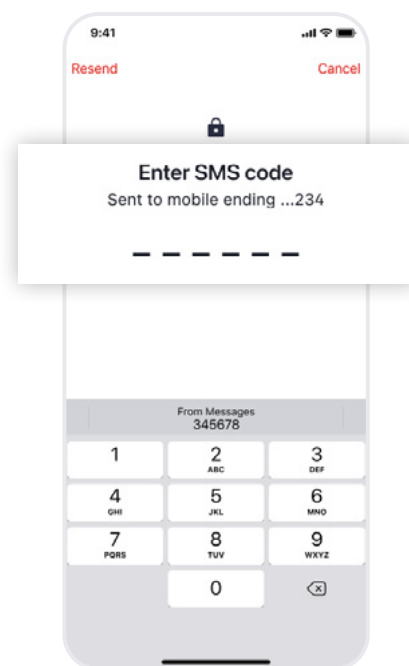 9:41
Resend Cancel
Enter SMS code
Sent to mobile ending ...234
From Messages
345678
1 2 3
ABC DEF
4 5 6
GHI JKL MNO
7 8 9
PQRS TUV WXYZ
0